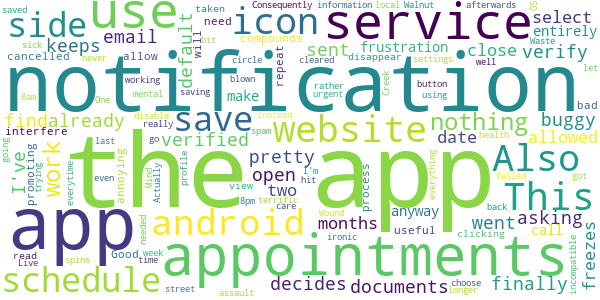 saved Consequently information local Walnut afterwards
side use icon service select
email need taken will compounds allow keeps sent frustration close verify entirely
cancelled default bit circle cleared disappear settings OS Waste let
sick never blown repeat
notification
8am working mental saving rather urgent Creek button using well
One make
find already save website nothing buggy bad
interfere disable really verified date allowed
the app
promoting I've work annoying go spam pretty open two anyway Also This
going trying last even everytime Mind Actually profile I'm hit months process went asking call
android view 8pm useful clicking finally freezes
app appointments
health everything failed got back incompatible
read Live needed Good week time care terrific Wound ironic
schedule spins street assault decides documents choose longer
instead